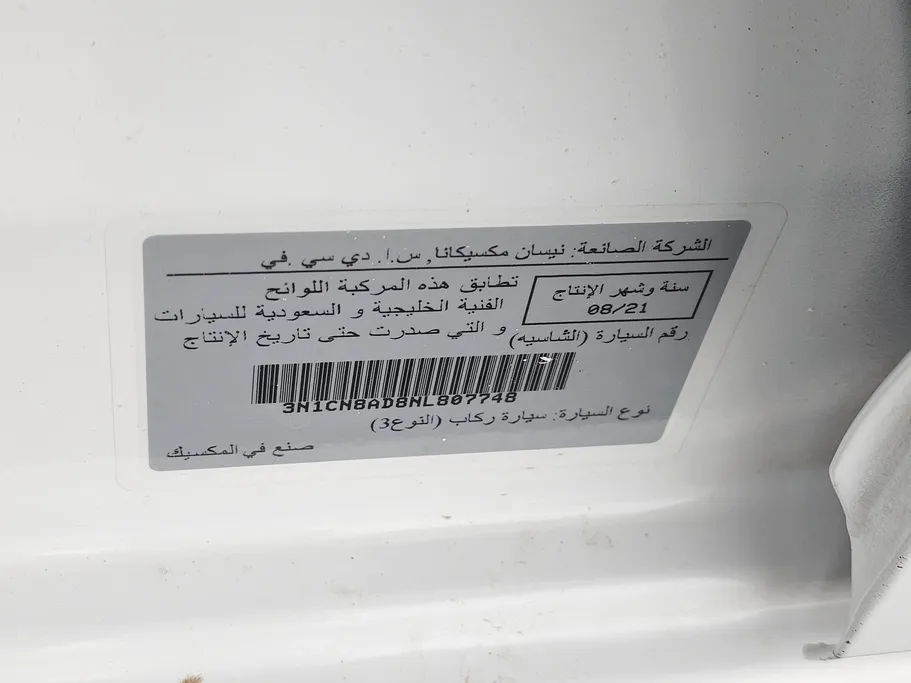 الشركة الصانعة: نيسان مكسيكانا, س.ا. دي سي .في
سنة وشهر الإنتاج
08/21
تطابق هذه المركبة اللوائح
الفنية الخليجية و السعودية للسيارات
و التي صدرت حتى تاريخ الإنتاج
رقم السيارة (الشاسيه)
3N1CN8AD8NL807748
نوع السيارة: سيارة ركاب (النوع3)
صنع في المكسيك